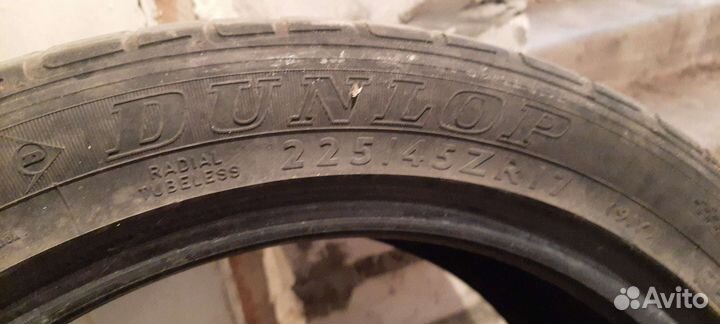 DUNLOP
RADIAL
TUBELESS
225/45ZR17
Avito